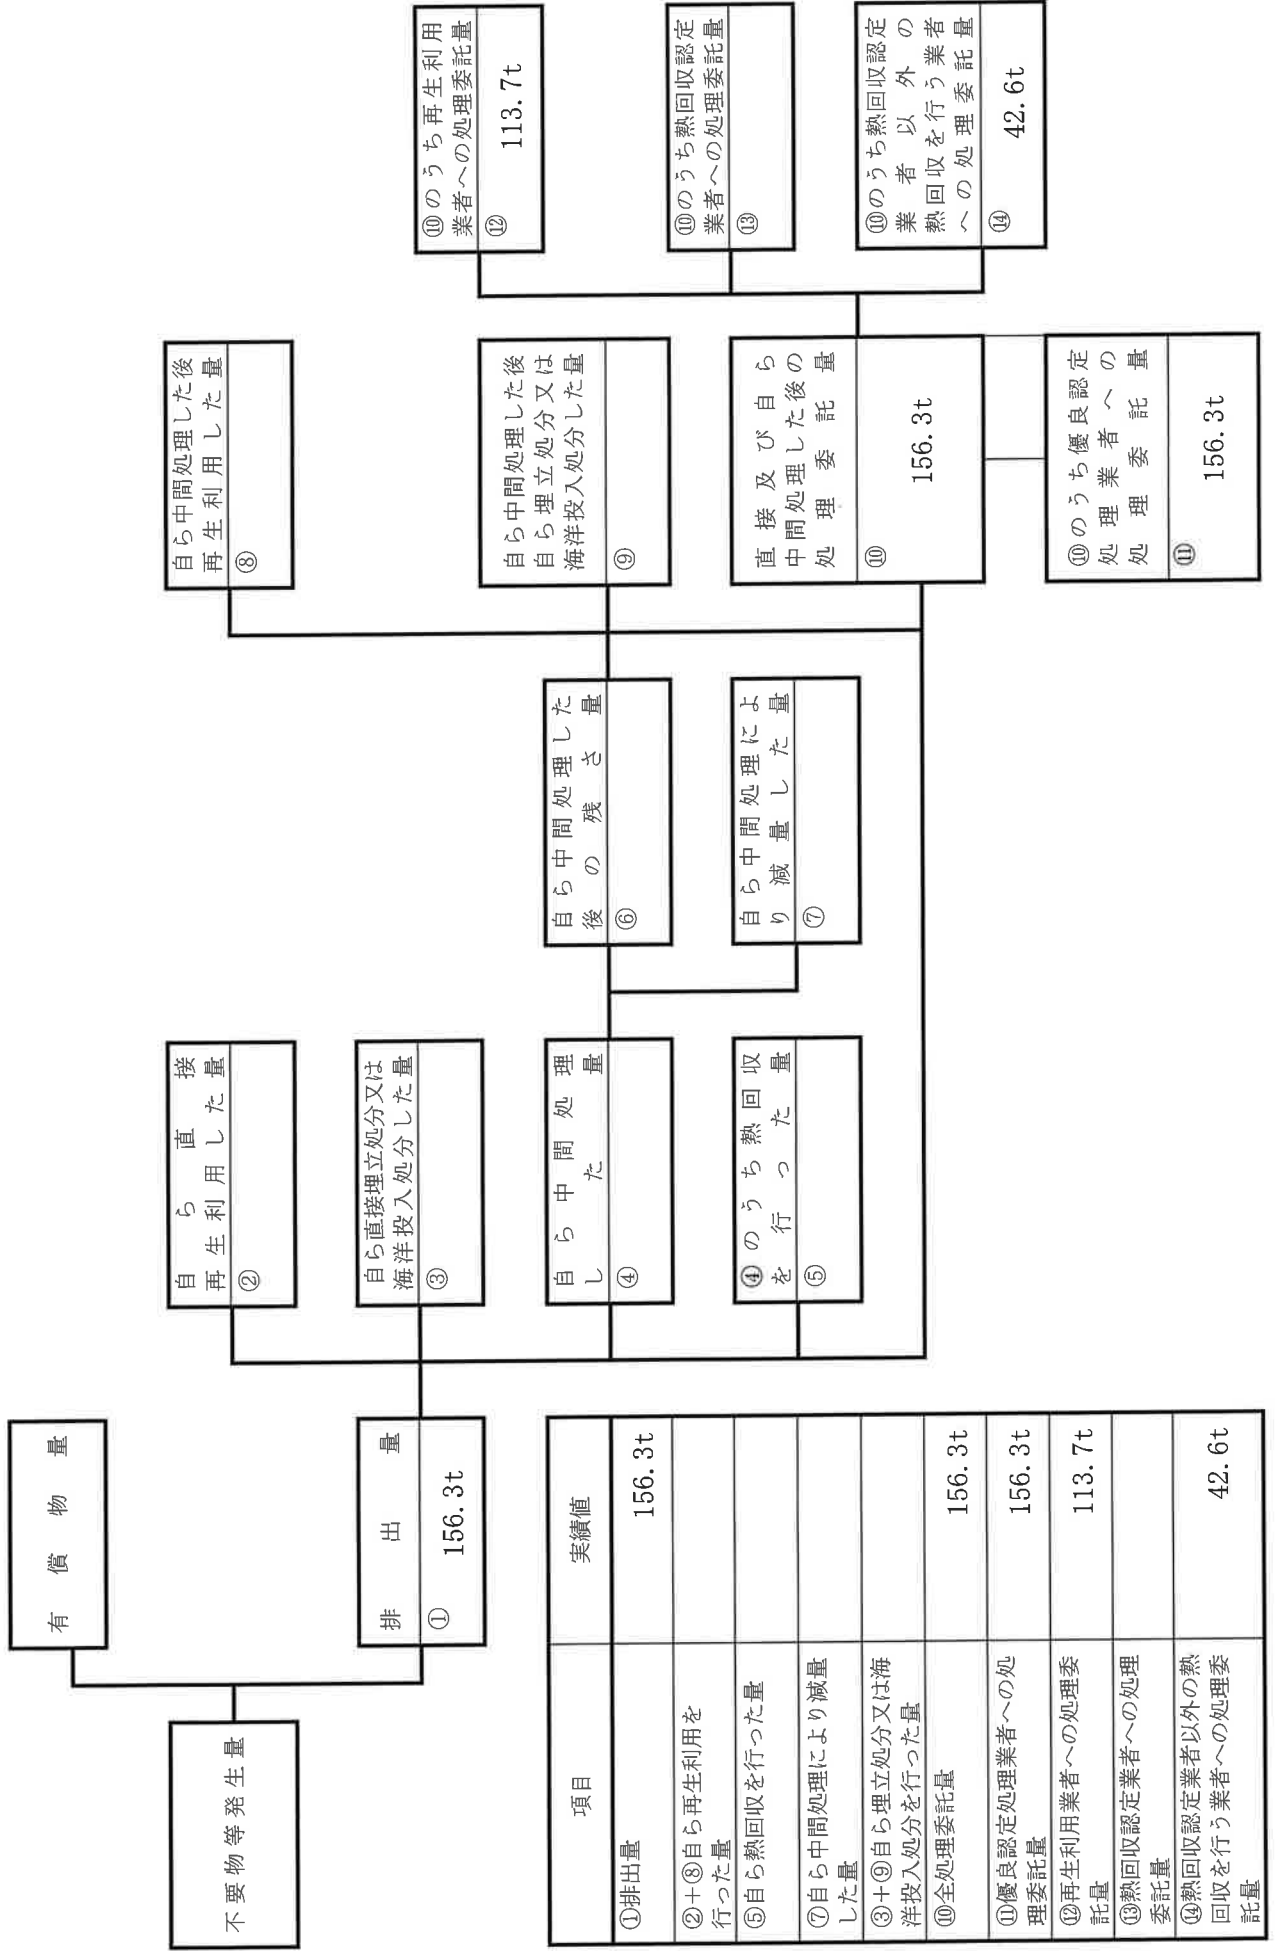 不要物等発生量
有償物量
排出量
①
156.3t
自ら直接
再生利用した量
②
自ら直接埋立処分又は
海洋投入処分した量
③
自ら中間処理
した量
④
④のうち熱回収
を行った量
⑤
自ら中間処理した
後の残さ量
⑥
自ら中間処理によ
り減量した量
⑦
自ら中間処理した後
再生利用した量
⑧
自ら中間処理した後
自ら埋立処分又は
海洋投入処分した量
⑨
直接及び自ら
中間処理した後の
処理委託量
⑩
156.3t
⑩のうち優良認定
処理業者への
処理委託量
⑪
156.3t
⑩のうち再生利用
業者への処理委託量
⑫
113.7t
⑩のうち熱回収認定
業者への処理委託量
⑬
⑩のうち熱回収認定
業者以外の
熱回収を行う業者
への処理委託量
⑭
42.6t
項目 実績値
①排出量 156.3t
②+⑧自ら再生利用を
行った量
⑤自ら熱回収を行った量
⑦自ら中間処理により減量
した量
③+⑨自ら埋立処分又は海
洋投入処分を行った量
⑩全処理委託量 156.3t
⑪優良認定処理業者への処
理委託量 156.3t
⑫再生利用業者への処理委
託量 113.7t
⑬熱回収認定業者への処理
委託量
⑭熱回収認定業者以外の熱
回収を行う業者への処理委
託量 42.6t